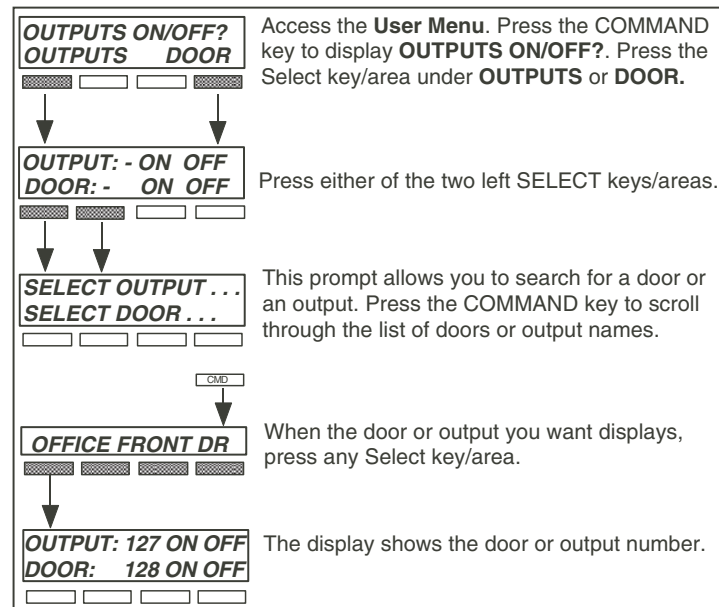 OUTPUTS ON/OFF?
OUTPUTS DOOR
Access the User Menu. Press the COMMAND
key to display OUTPUTS ON/OFF?. Press the
Select key/area under OUTPUTS or DOOR.
OUTPUT: - ON OFF
DOOR: - ON OFF
Press either of the two left SELECT keys/areas.
SELECT OUTPUT . . .
SELECT DOOR . . .
This prompt allows you to search for a door or
an output. Press the COMMAND key to scroll
through the list of doors or output names.
CMD
OFFICE FRONT DR
When the door or output you want displays,
press any Select key/area.
OUTPUT: 127 ON OFF
DOOR: 128 ON OFF
The display shows the door or output number.